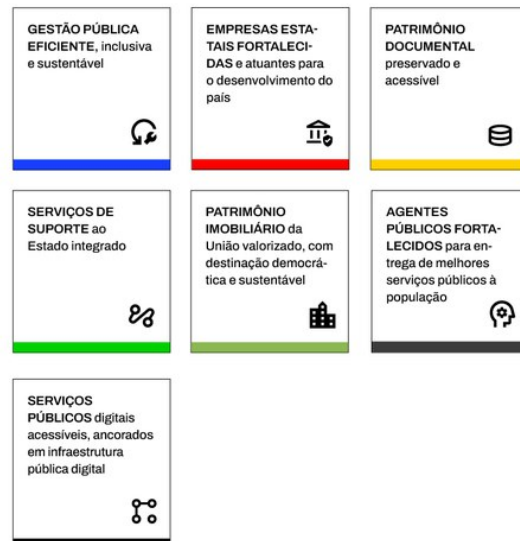 GESTÃO PÚBLICA
EFICIENTE, inclusiva
e sustentável
EMPRESAS ESTA-
TAIS FORTALECI-
DAS e atuantes para
o desenvolvimento do
país
PATRIMÔNIO
DOCUMENTAL
preservado e
acessível
SERVIÇOS DE
SUPORTE ao
Estado integrado
PATRIMÔNIO
IMOBILIÁRIO da
União valorizado, com
destinação democrá-
tica e sustentável
AGENTES
PÚBLICOS FORTA-
LECIDOS para en-
trega de melhores
serviços públicos à
população
SERVIÇOS
PÚBLICOS digitais
acessíveis, ancorados
em infraestrutura
pública digital